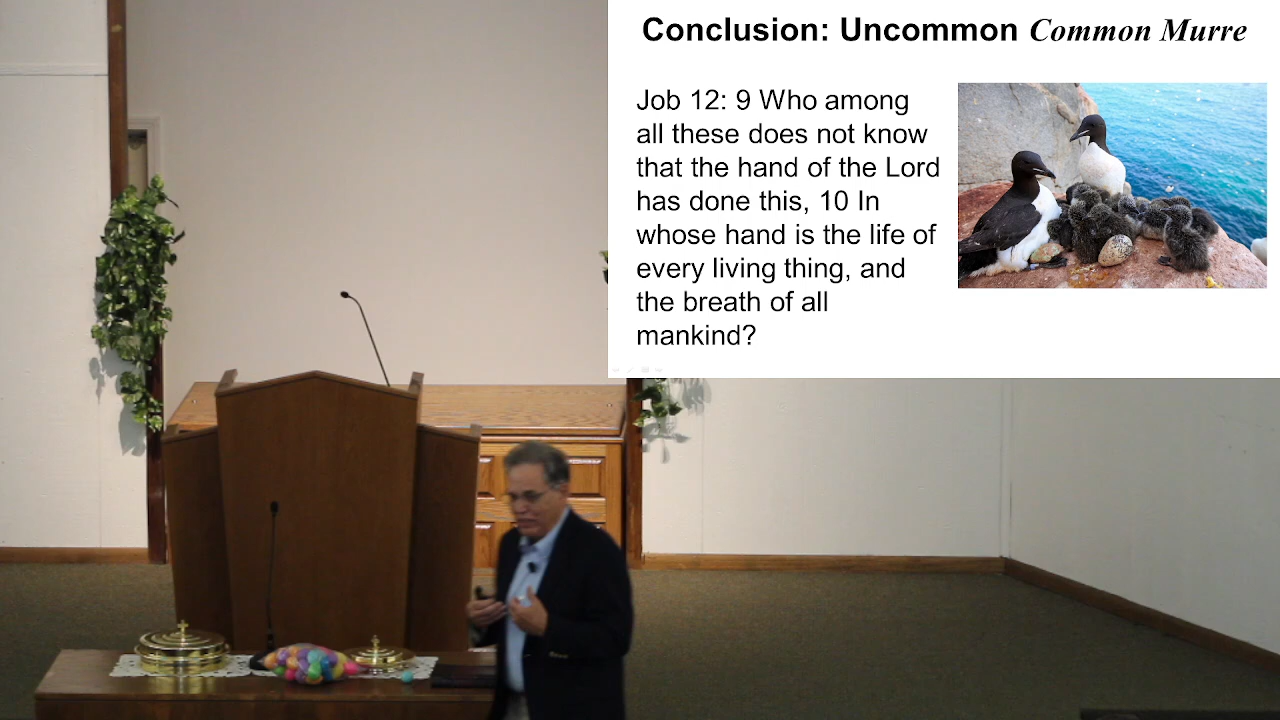 Conclusion: Uncommon Common Murre
Job 12: 9 Who among
all these does not know
that the hand of the Lord
has done this, 10 In
whose hand is the life of
every living thing, and
the breath of all
mankind?